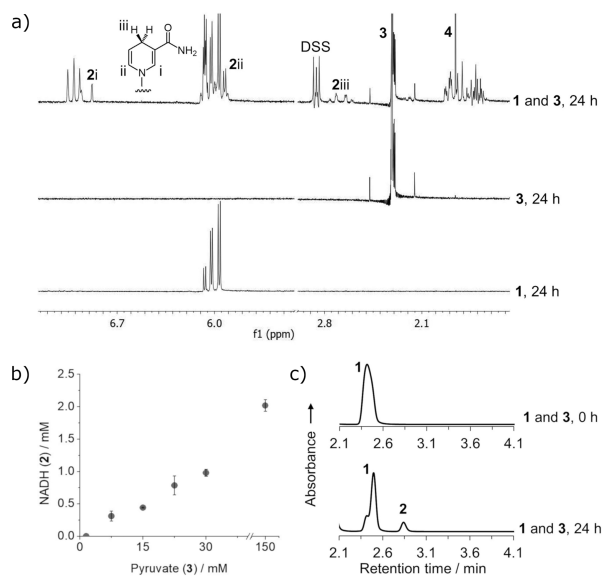 a)
iii H H O
NH₂
ii N i
2i
2ii
DSS
2iii
3
4
1 and 3, 24 h
3, 24 h
1, 24 h
6.7 6.0 2.8 2.1
f1 (ppm)
b)
NADH (2) / mM
2.5
2.0
1.5
1.0
0.5
0.0
0 15 30 150
Pyruvate (3) / mM
c)
Absorbance
1
1 and 3, 0 h
2.1 2.6 3.1 3.6 4.1
1
2
1 and 3, 24 h
2.1 2.6 3.1 3.6 4.1
Retention time / min